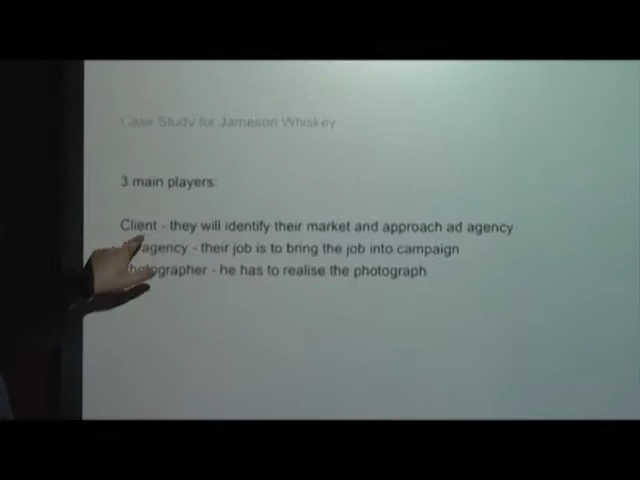 Case Study for Jameson Whiskey
3 main players:
Client - they will identify their market and approach ad agency
agency - their job is to bring the job into campaign
Photographer - he has to realise the photograph